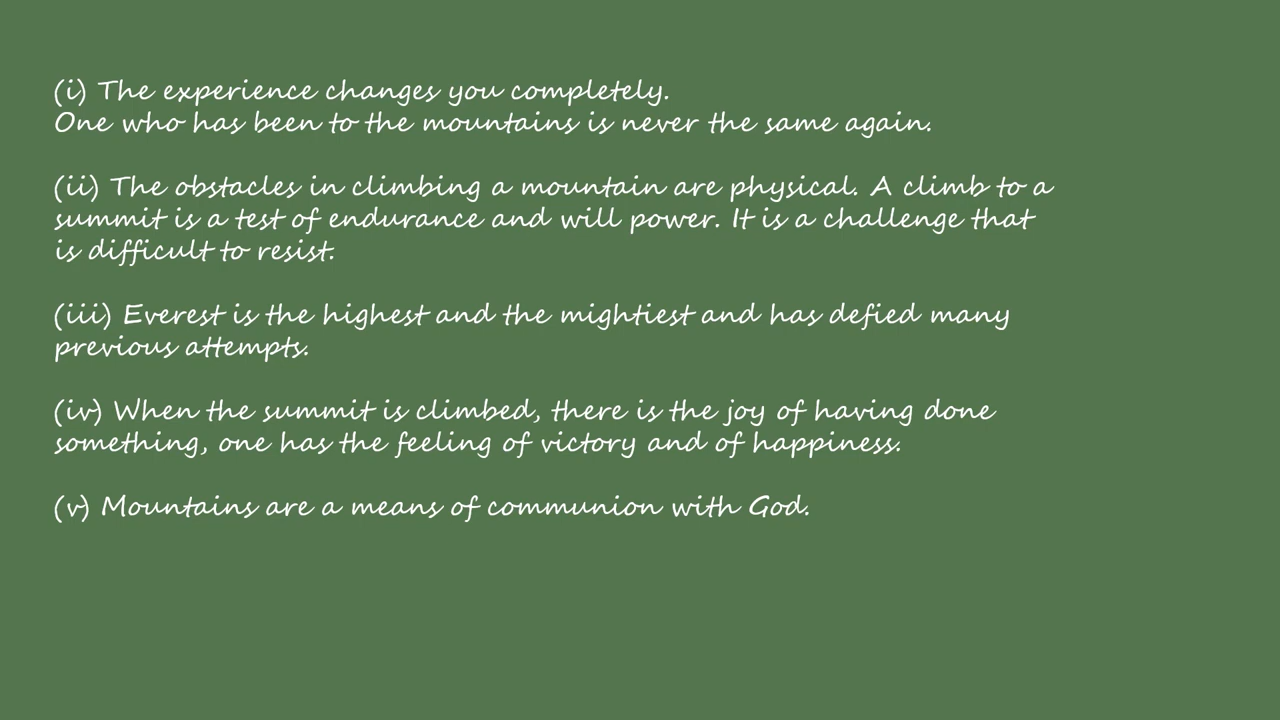 (i) The experience changes you completely.
One who has been to the mountains is never the same again.
(ii) The obstacles in climbing a mountain are physical. A climb to a
summit is a test of endurance and will power. It is a challenge that
is difficult to resist.
(iii) Everest is the highest and the mightiest and has defied many
previous attempts.
(iv) When the summit is climbed, there is the joy of having done
something, one has the feeling of victory and of happiness.
(v) Mountains are a means of communion with God.